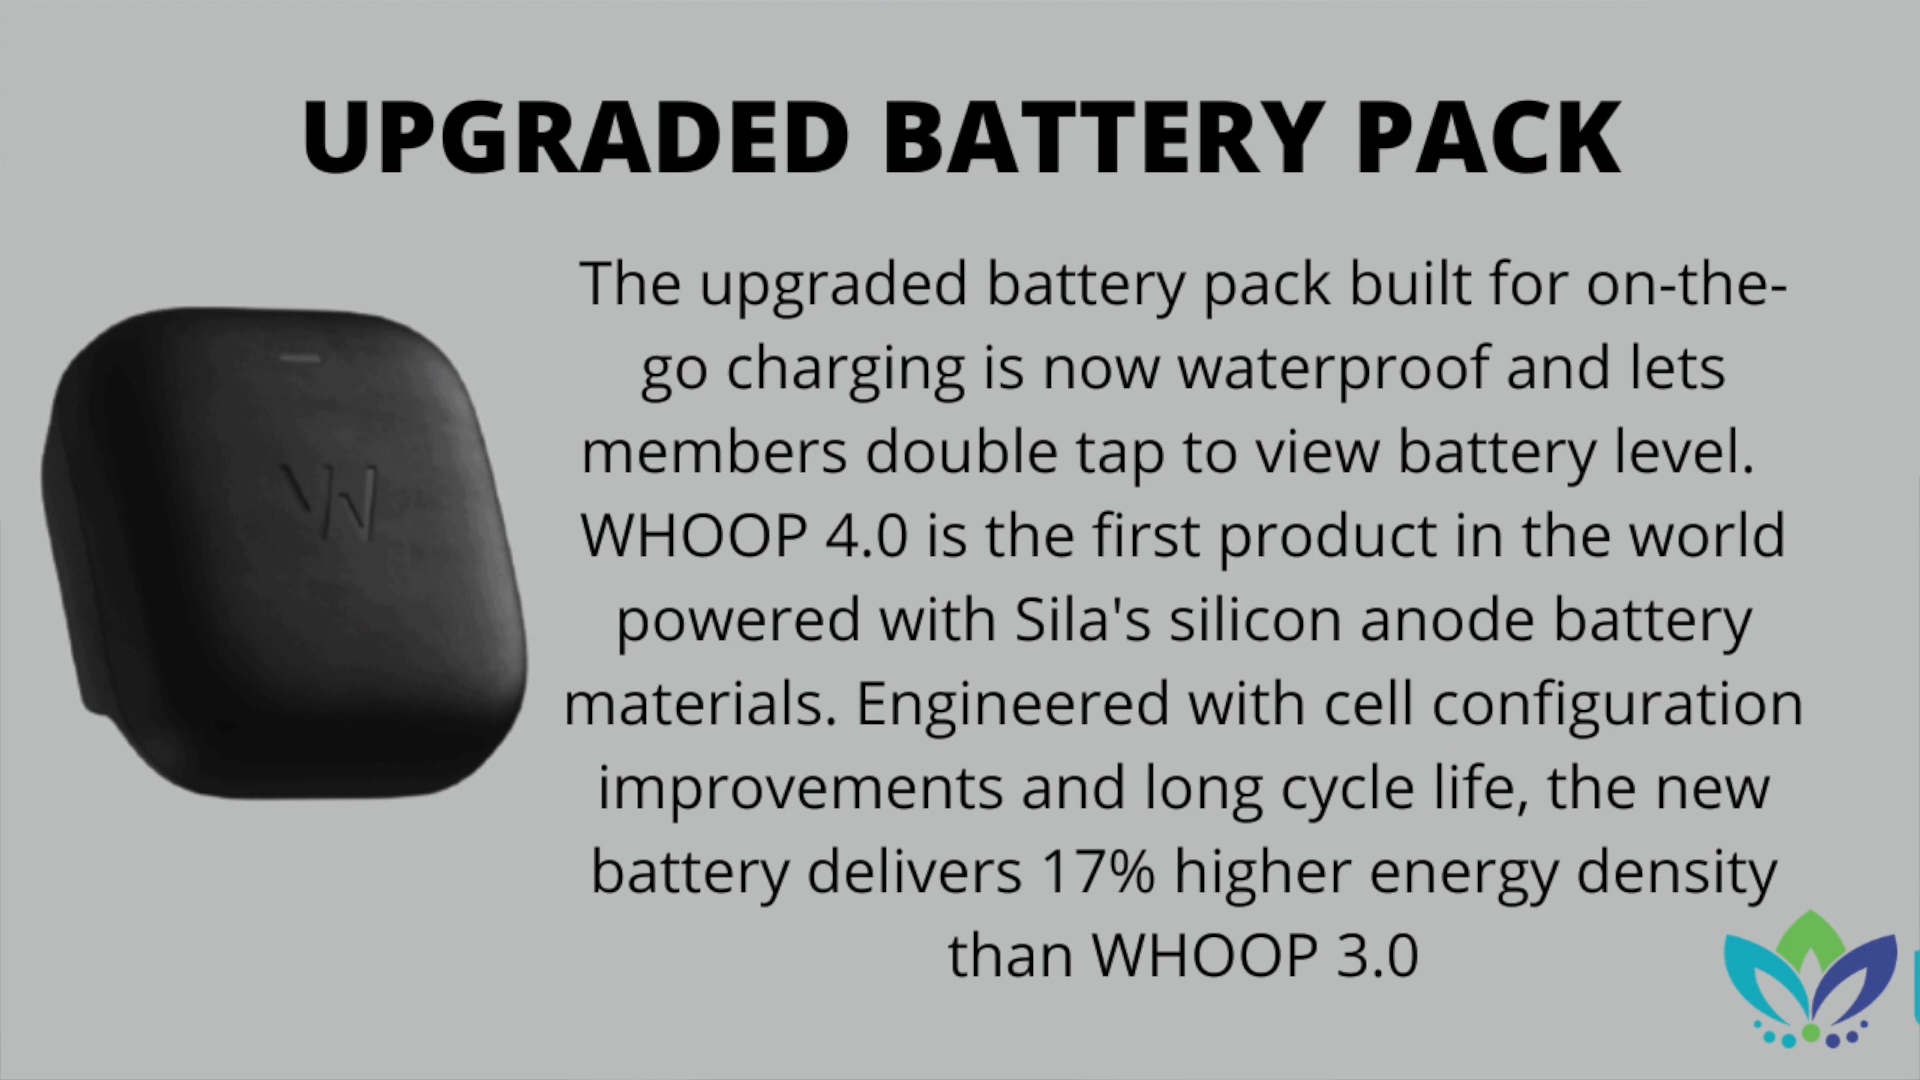 UPGRADED BATTERY PACK
The upgraded battery pack built for on-the-
go charging is now waterproof and lets
members double tap to view battery level.
WHOOP 4.0 is the first product in the world
powered with Sila's silicon anode battery
materials. Engineered with cell configuration
improvements and long cycle life, the new
battery delivers 17% higher energy density
than WHOOP 3.0